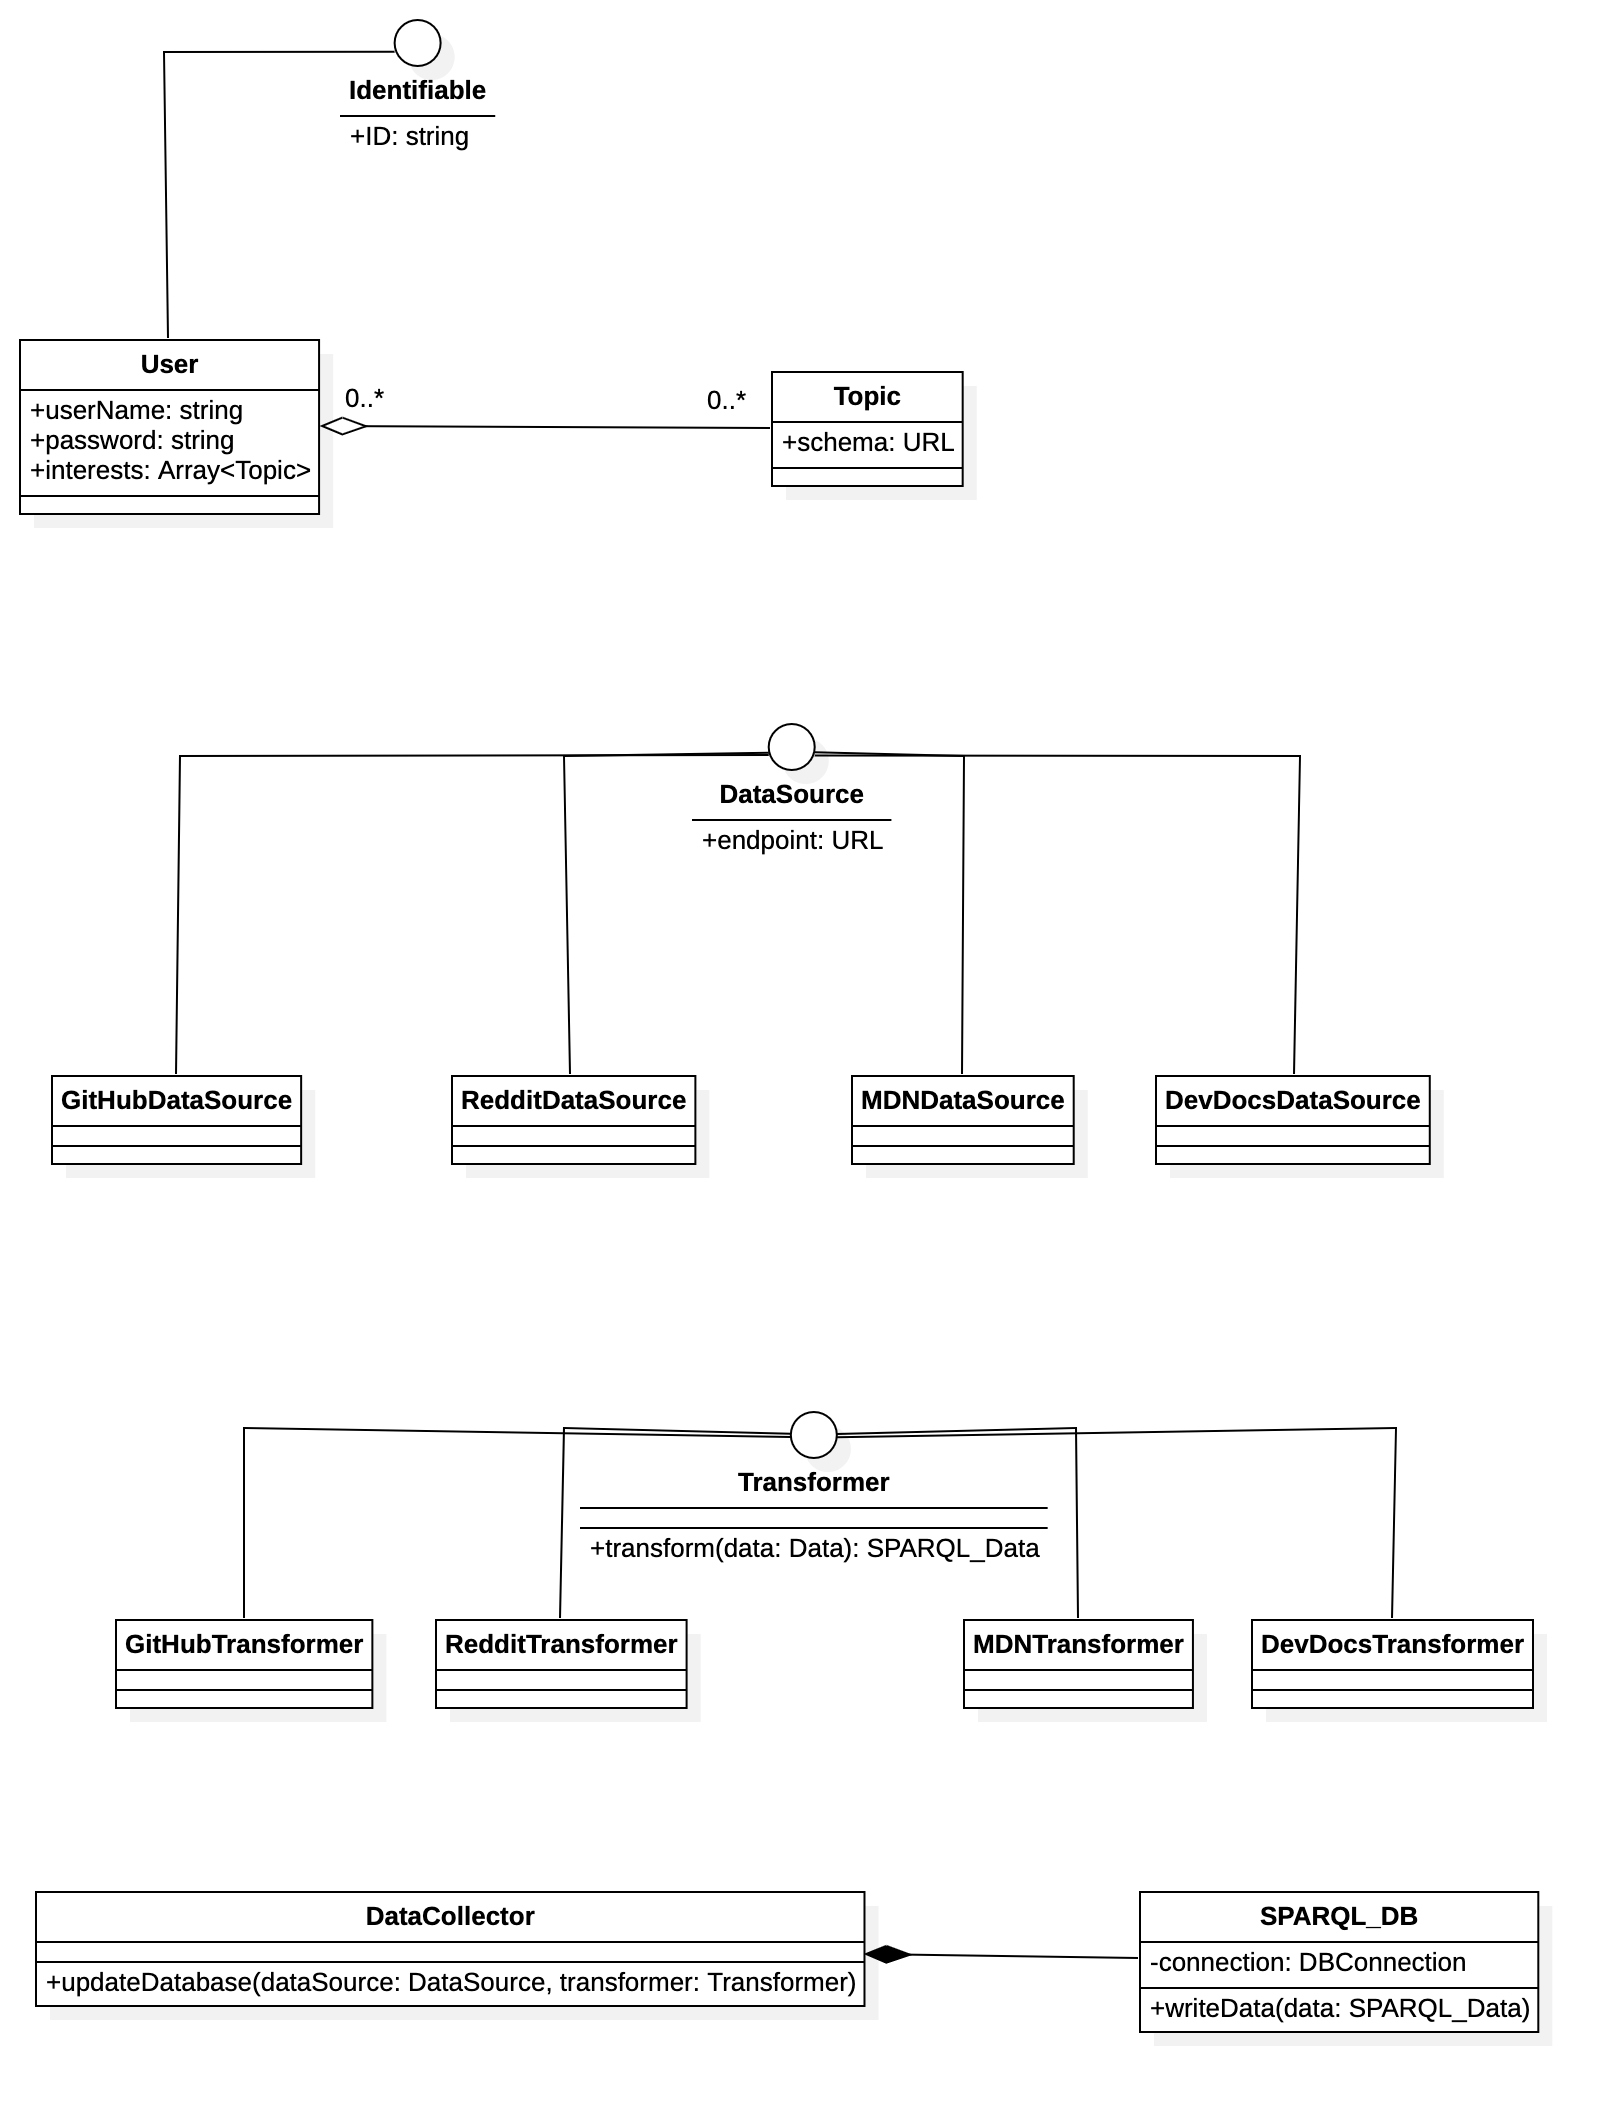 Identifiable
+ID: string
User
+userName: string
+password: string
+interests: Array<Topic>
0..*
0..*
Topic
+schema: URL
DataSource
+endpoint: URL
GitHubDataSource
RedditDataSource
MDNDataSource
DevDocsDataSource
Transformer
+transform(data: Data): SPARQL_Data
GitHubTransformer
RedditTransformer
MDNTransformer
DevDocsTransformer
DataCollector
+updateDatabase(dataSource: DataSource, transformer: Transformer)
SPARQL_DB
-connection: DBConnection
+writeData(data: SPARQL_Data)